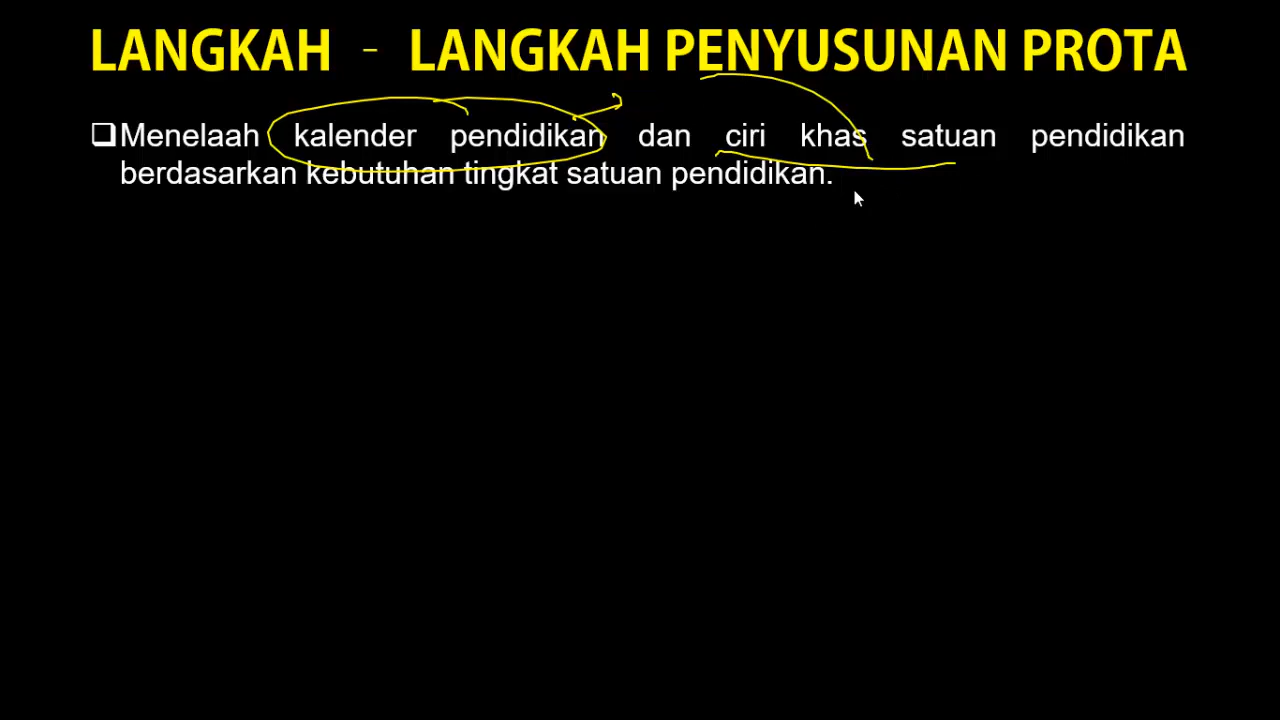 LANGKAH - LANGKAH PENYUSUNAN PROTA
❑Menelaah kalender pendidikan dan ciri khas satuan pendidikan
berdasarkan kebutuhan tingkat satuan pendidikan.